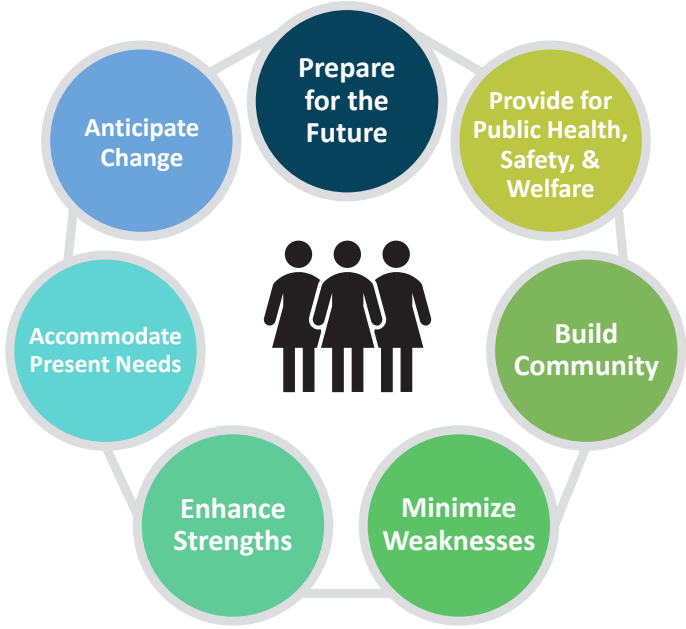 Prepare
for the
Future
Provide for
Public Health,
Safety, &
Welfare
Build
Community
Minimize
Weaknesses
Enhance
Strengths
Accommodate
Present Needs
Anticipate
Change